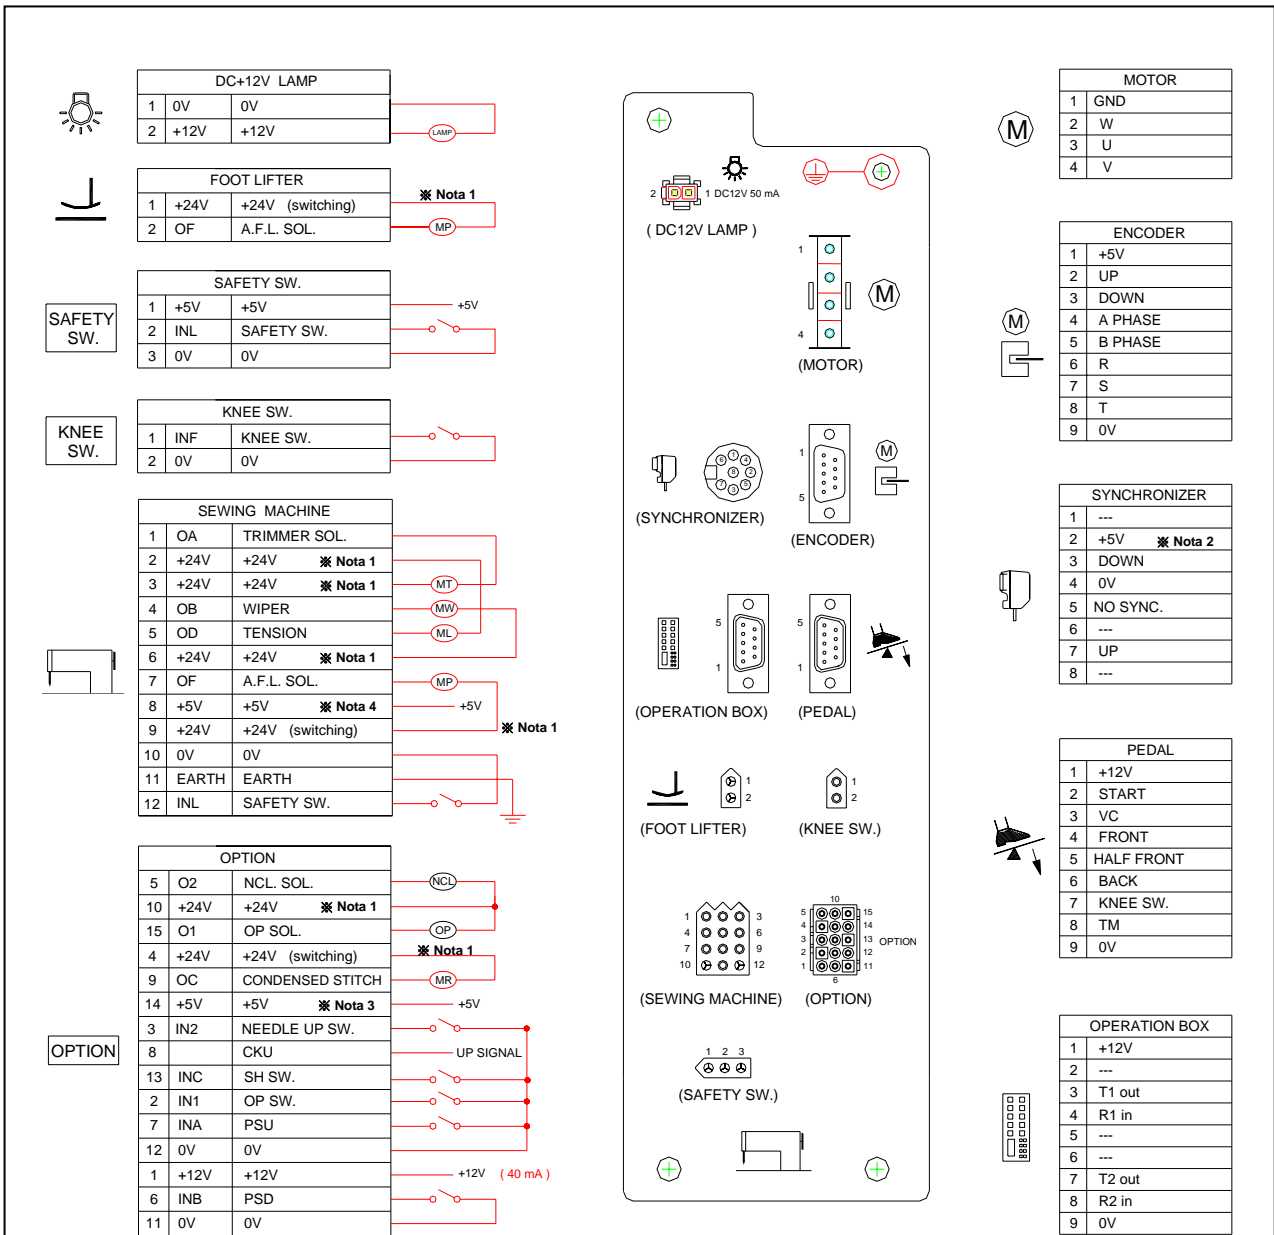 DC+12V LAMP
1 0V 0V
2 +12V +12V
LAMP
FOOT LIFTER
1 +24V +24V (switching)
2 OF A.F.L. SOL.
※ Nota 1
MP
SAFETY SW.
SAFETY SW.
1 +5V +5V
2 INL SAFETY SW.
3 0V 0V
+5V
KNEE SW.
KNEE SW.
1 INF KNEE SW.
2 0V 0V
SEWING MACHINE
1 OA TRIMMER SOL.
2 +24V +24V ※ Nota 1
3 +24V +24V ※ Nota 1 MT
4 OB WIPER MW
5 OD TENSION ML
6 +24V +24V ※ Nota 1
7 OF A.F.L. SOL. MP
8 +5V +5V ※ Nota 4 +5V
9 +24V +24V (switching) ※ Nota 1
10 0V 0V
11 EARTH EARTH
12 INL SAFETY SW.
OPTION
OPTION
5 O2 NCL. SOL. NCL
10 +24V +24V ※ Nota 1
15 O1 OP SOL. OP
4 +24V +24V (switching) ※ Nota 1
9 OC CONDENSED STITCH MR
14 +5V +5V ※ Nota 3 +5V
3 IN2 NEEDLE UP SW.
8 CKU UP SIGNAL
13 INC SH SW.
2 IN1 OP SW.
7 INA PSU
12 0V 0V
1 +12V +12V +12V ( 40 mA )
6 INB PSD
11 0V 0V
2 1 DC12V 50 mA
( DC12V LAMP )
1
4
M
(MOTOR)
6 1 4
8 2
7 3 5
(SYNCHRONIZER)
1
5
M
(ENCODER)
5
1
(OPERATION BOX)
5
1
(PEDAL)
1
2
(FOOT LIFTER)
1
2
(KNEE SW.)
1 3
4 6
7 9
10 12
(SEWING MACHINE)
10
5 15
4 14
3 13 OPTION
2 12
1 11
6
(OPTION)
1 2 3
(SAFETY SW.)
M
MOTOR
1 GND
2 W
3 U
4 V
M
ENCODER
1 +5V
2 UP
3 DOWN
4 A PHASE
5 B PHASE
6 R
7 S
8 T
9 0V
SYNCHRONIZER
1 ---
2 +5V ※ Nota 2
3 DOWN
4 0V
5 NO SYNC.
6 ---
7 UP
8 ---
PEDAL
1 +12V
2 START
3 VC
4 FRONT
5 HALF FRONT
6 BACK
7 KNEE SW.
8 TM
9 0V
OPERATION BOX
1 +12V
2 ---
3 T1 out
4 R1 in
5 ---
6 ---
7 T2 out
8 R2 in
9 0V